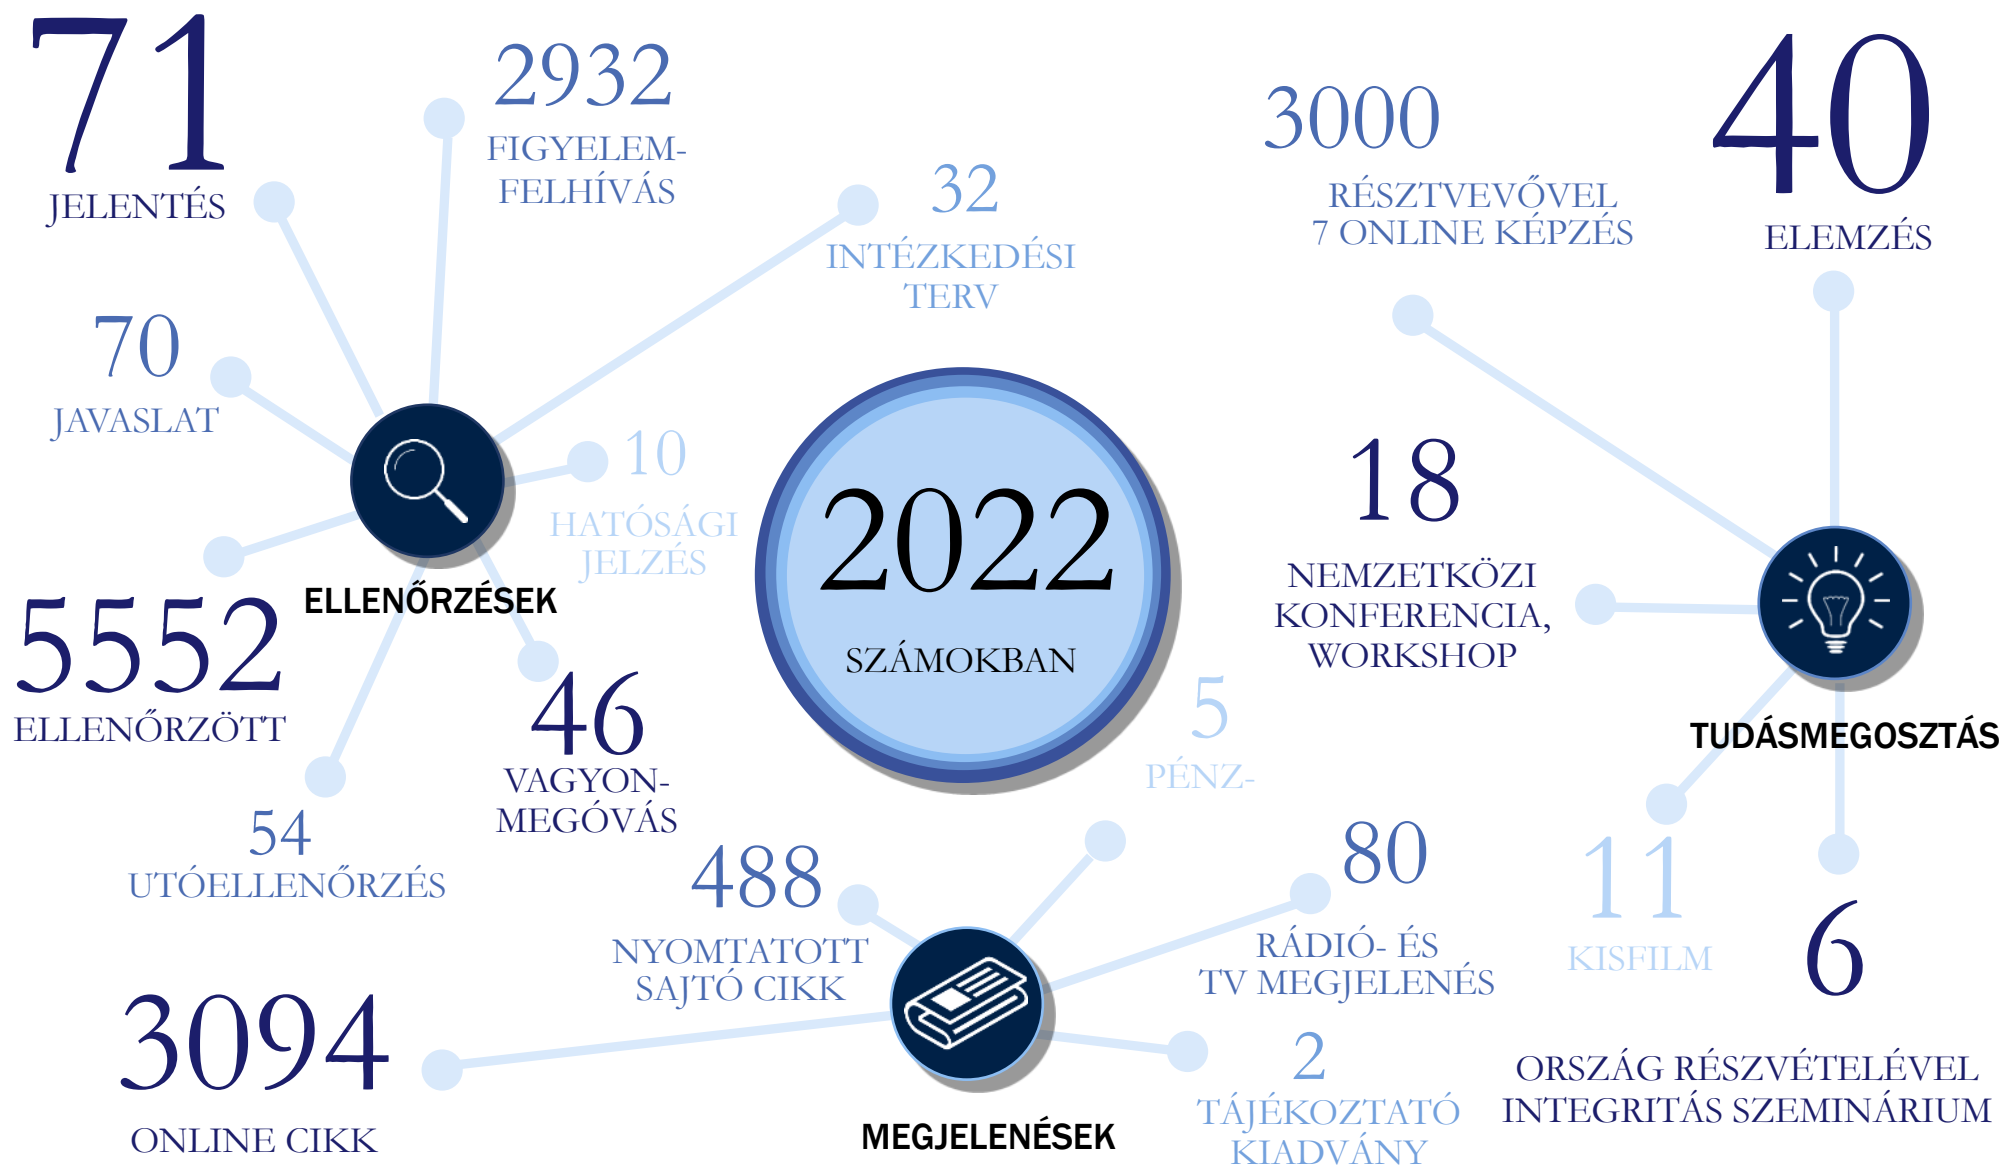 71
JELENTÉS
2932
FIGYELEM-
FELHÍVÁS
32
INTÉZKEDÉSI
TERV
70
JAVASLAT
10
HATÓSÁGI
JELZÉS
ELLENŐRZÉSEK
5552
ELLENŐRZÖTT
46
VAGYON-
MEGÓVÁS
54
UTÓELLENŐRZÉS
2022
SZÁMOKBAN
3000
RÉSZTVEVŐVEL
7 ONLINE KÉPZÉS
40
ELEMZÉS
18
NEMZETKÖZI
KONFERENCIA,
WORKSHOP
TUDÁSMEGOSZTÁS
11
KISFILM
6
ORSZÁG RÉSZVÉTELÉVEL
INTEGRITÁS SZEMINÁRIUM
5
PÉNZ-
488
NYOMTATOTT
SAJTÓ CIKK
80
RÁDIÓ- ÉS
TV MEGJELENÉS
3094
ONLINE CIKK
2
TÁJÉKOZTATÓ
KIADVÁNY
MEGJELENÉSEK